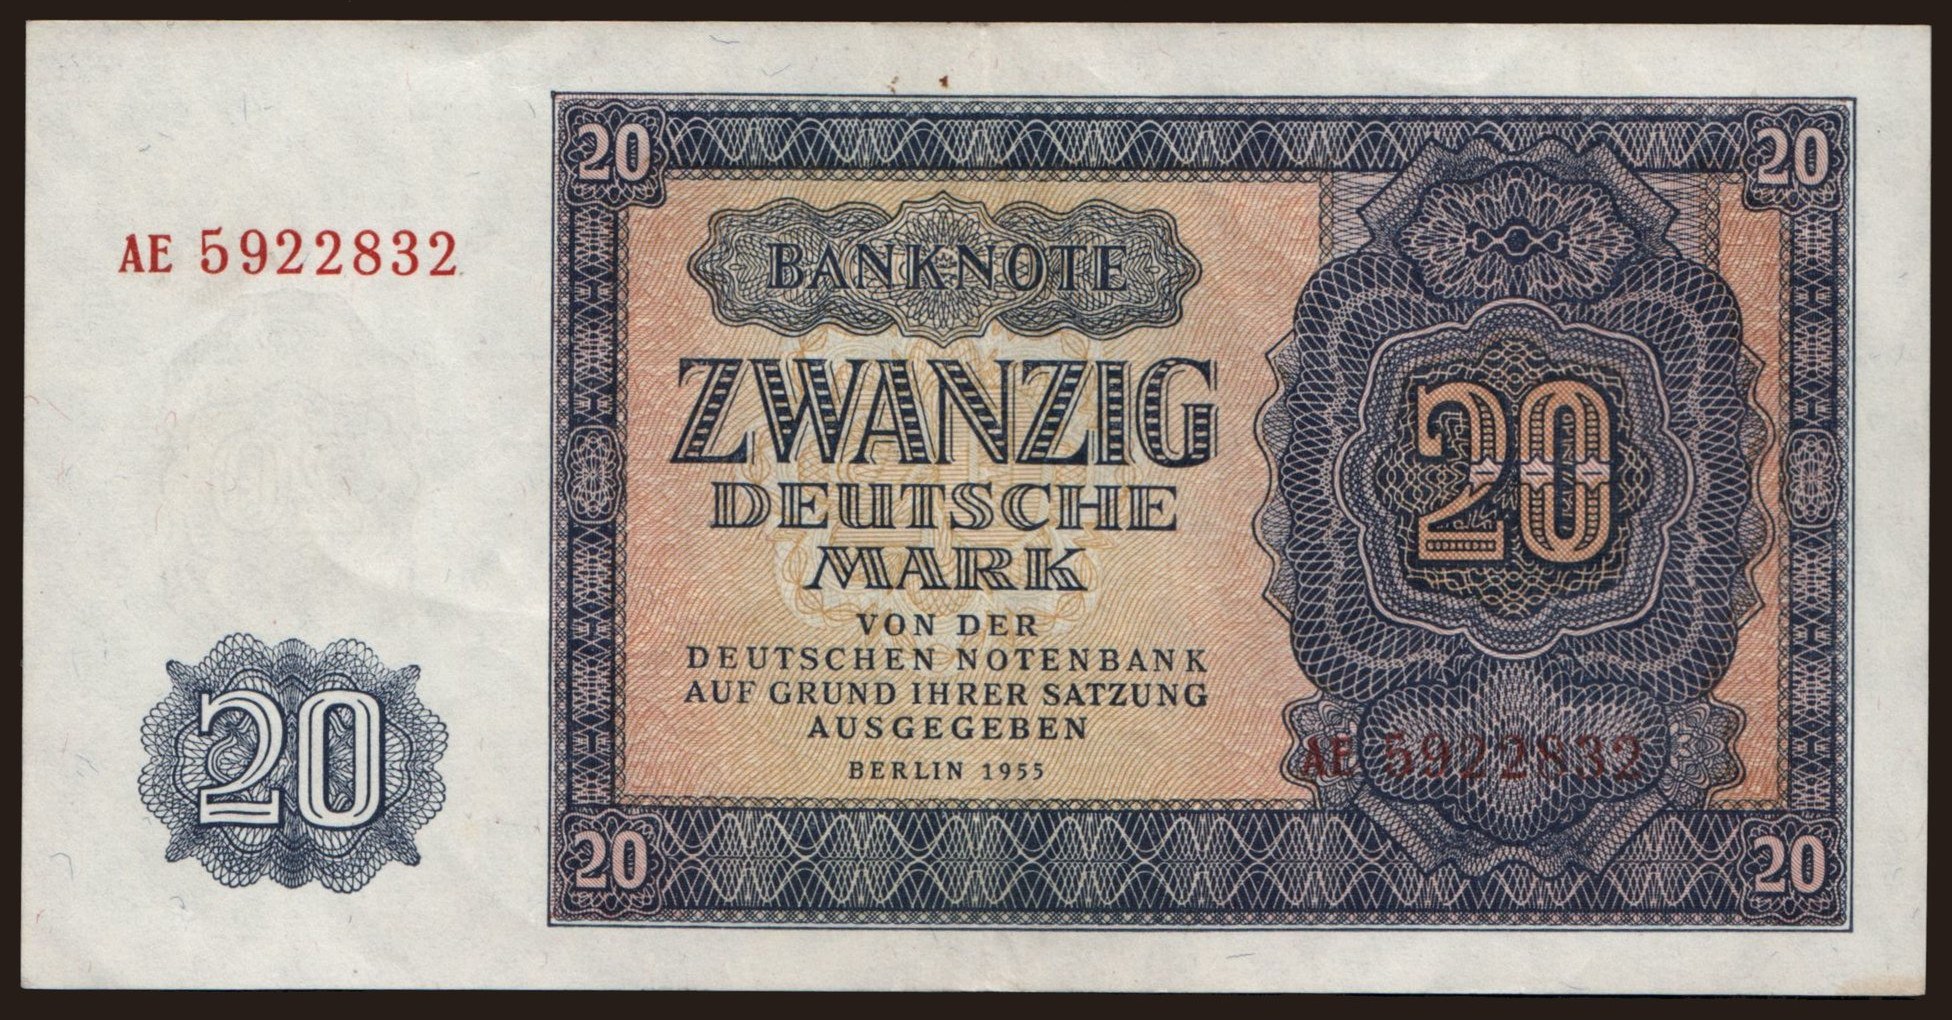 20
20
AE 5922832
BANKNOTE
ZWANZIG
DEUTSCHE
MARK
20
VON DER
DEUTSCHEN NOTENBANK
AUF GRUND IHRER SATZUNG
AUSGEGEBEN
BERLIN 1955
AE 5922832
20
20
20